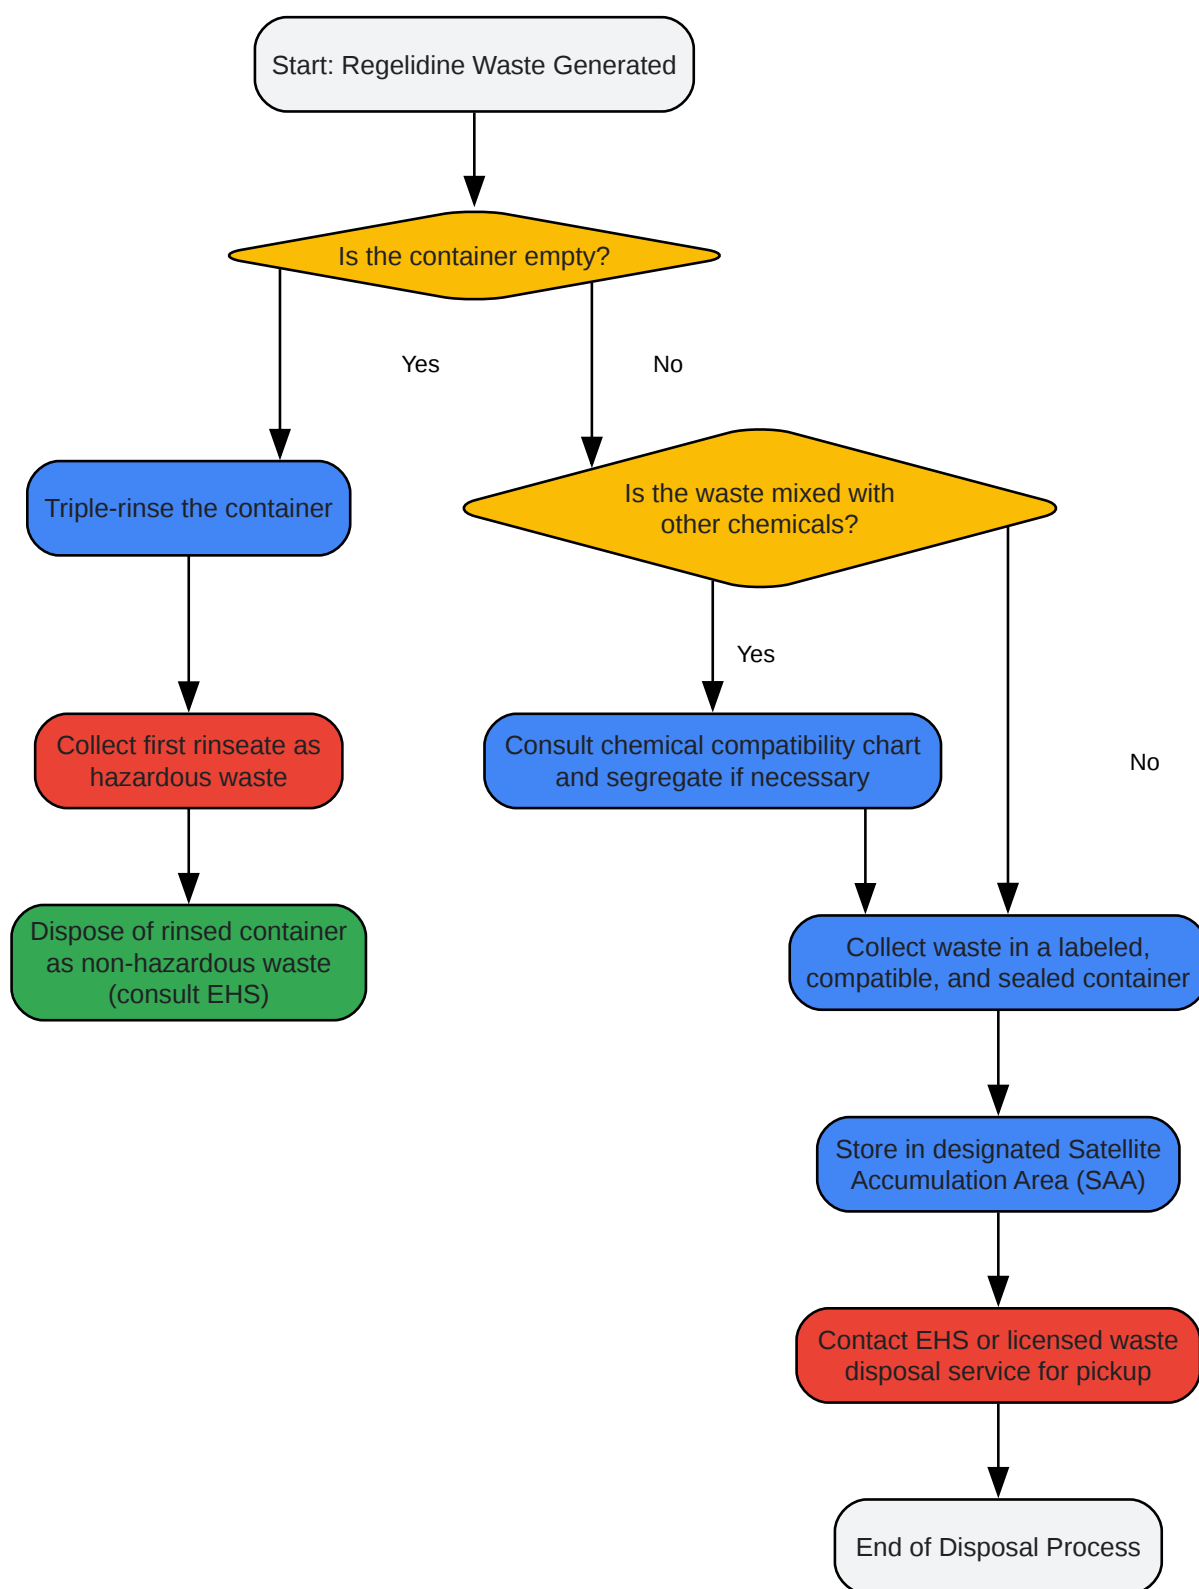 Start: Regelidine Waste Generated
Is the container empty?
Yes
No
Triple-rinse the container
Is the waste mixed with
other chemicals?
Yes
No
Collect first rinseate as
hazardous waste
Consult chemical compatibility chart
and segregate if necessary
Dispose of rinsed container
as non-hazardous waste
(consult EHS)
Collect waste in a labeled,
compatible, and sealed container
Store in designated Satellite
Accumulation Area (SAA)
Contact EHS or licensed waste
disposal service for pickup
End of Disposal Process